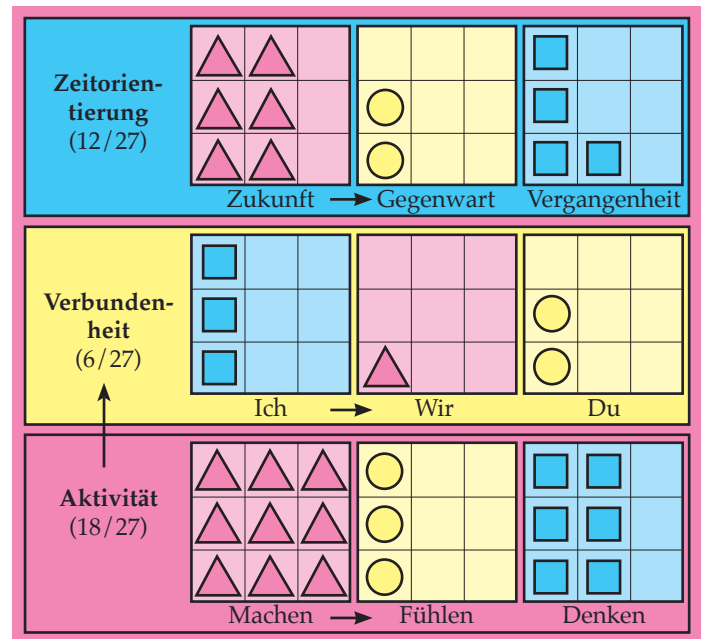 Zeitorien-
tierung
(12/27)
Zukunft Gegenwart Vergangenheit
Verbunden-
heit
(6/27)
Ich Wir Du
Aktivität
(18/27)
Machen Fühlen Denken